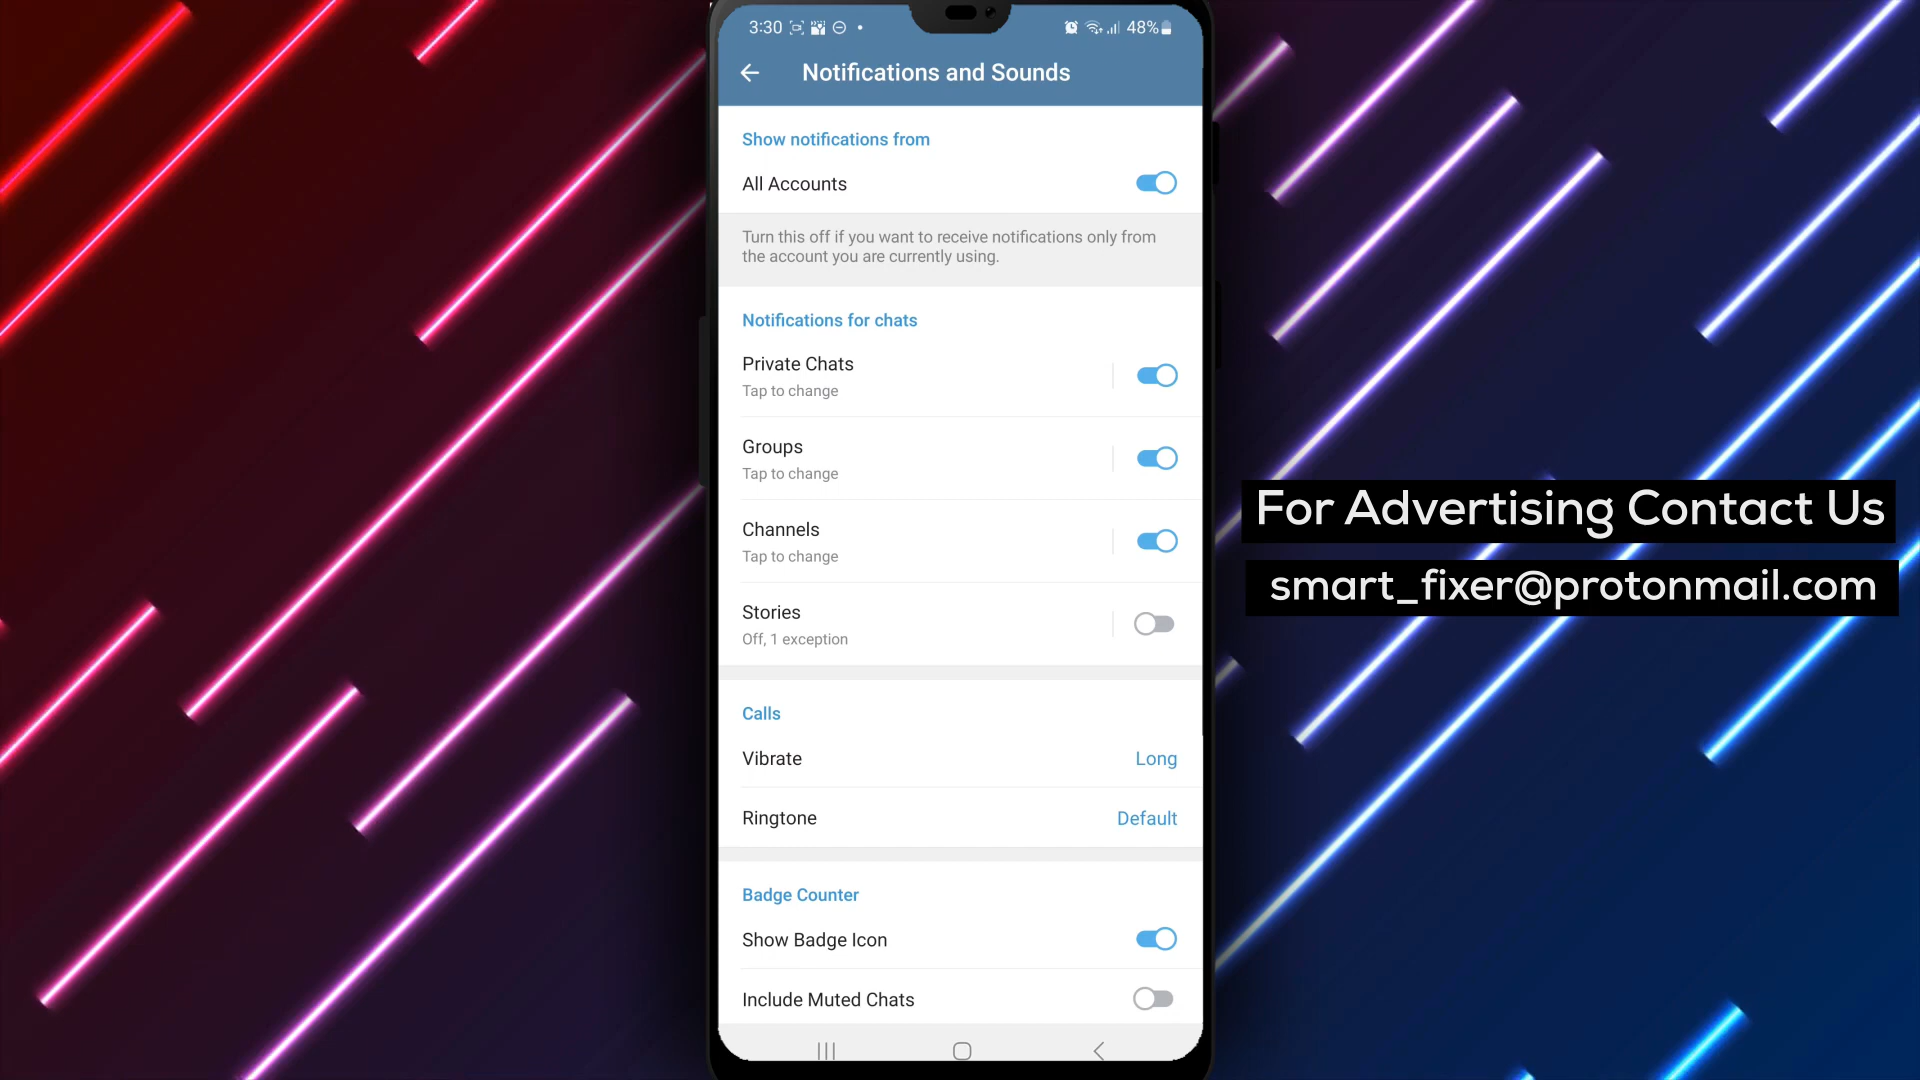 3:30
48%
Notifications and Sounds
Show notifications from
All Accounts
Turn this off if you want to receive notifications only from
the account you are currently using.
Notifications for chats
Private Chats
Tap to change
Groups
Tap to change
Channels
Tap to change
Stories
Off, 1 exception
Calls
Vibrate
Long
Ringtone
Default
Badge Counter
Show Badge Icon
Include Muted Chats
For Advertising Contact Us
smart_fixer@protonmail.com